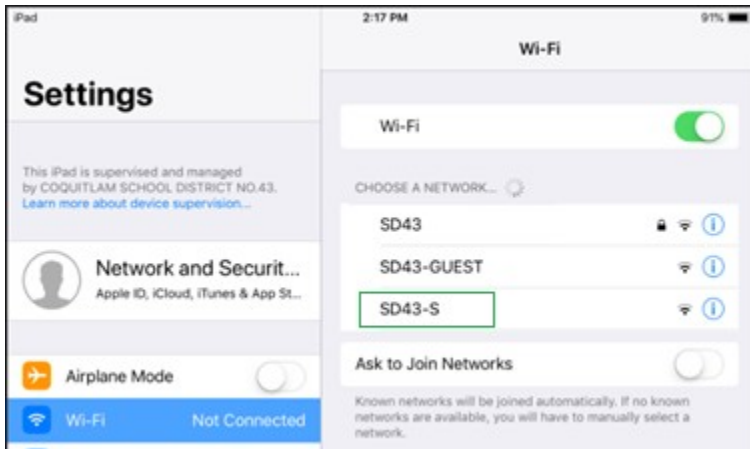 iPad
2:17 PM
91%
Settings
This iPad is supervised and managed
by COQUITLAM SCHOOL DISTRICT NO.43.
Learn more about device supervision...
Network and Securit...
Apple ID, iCloud, iTunes & App St...
Airplane Mode
Wi-Fi
Not Connected
Wi-Fi
Wi-Fi
CHOOSE A NETWORK...
SD43
SD43-GUEST
SD43-S
Ask to Join Networks
Known networks will be joined automatically. If no known
networks are available, you will have to manually select a
network.